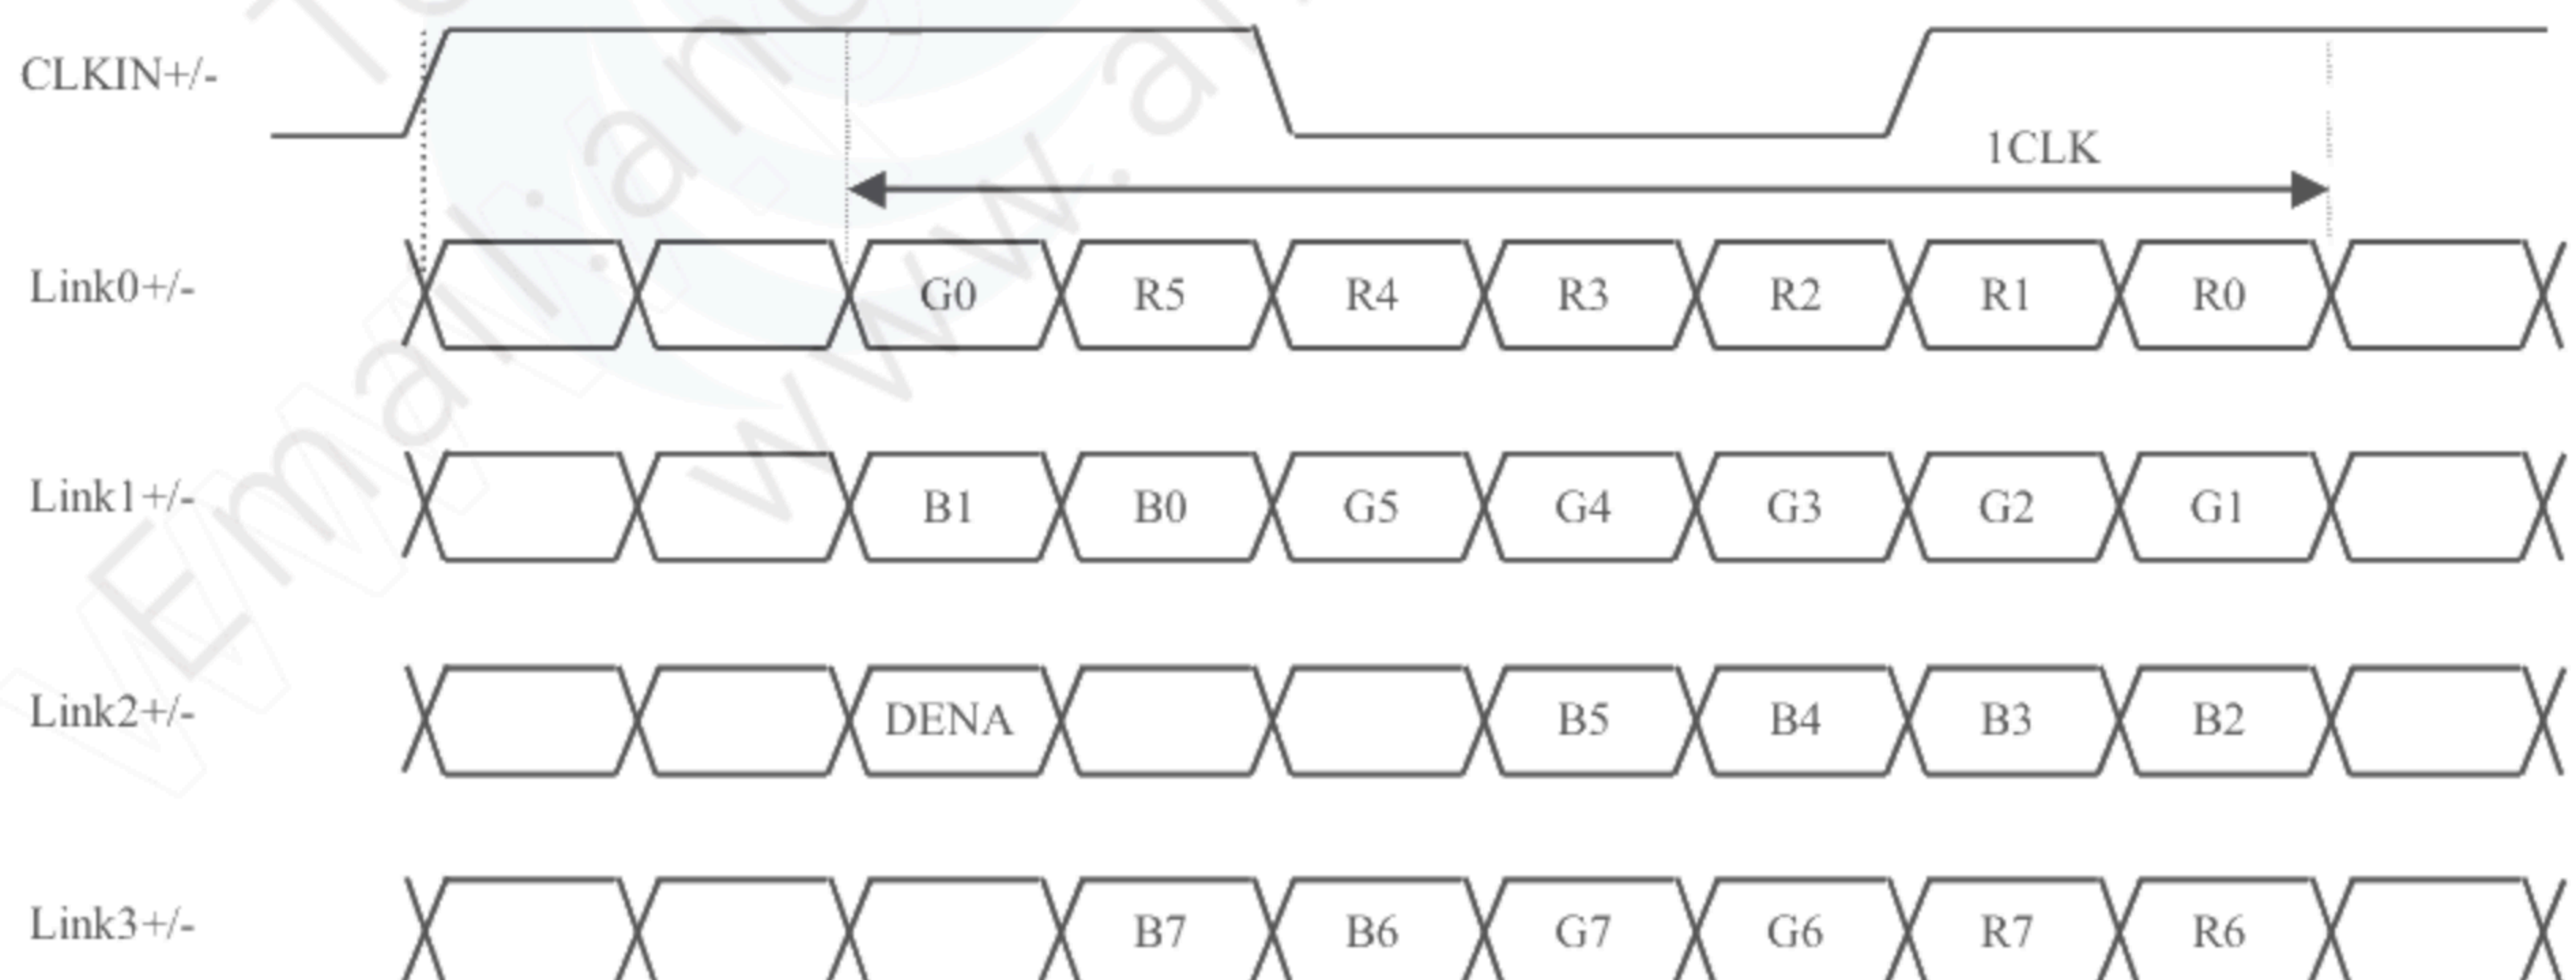 CLKIN+/-
1CLK
Link0+/- G0 R5 R4 R3 R2 R1 R0
Link1+/- B1 B0 G5 G4 G3 G2 G1
Link2+/- DENA B5 B4 B3 B2
Link3+/- B7 B6 G7 G6 R7 R6